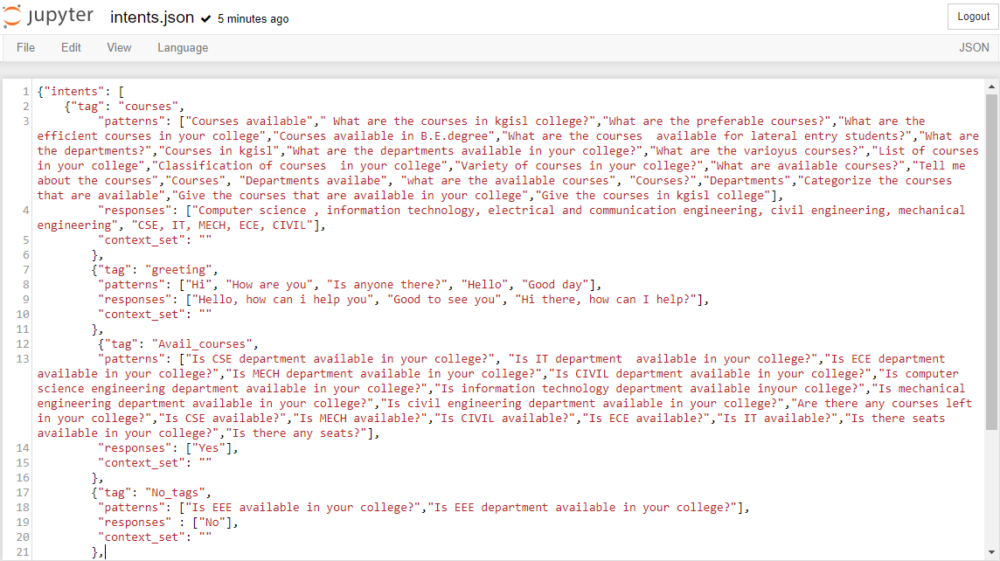 jupyter intents.json ✔ 5 minutes ago Logout
File Edit View Language JSON
1 {"intents": [
2 {"tag": "courses",
3 "patterns": ["Courses available"," What are the courses in kgisl college?","What are the preferable courses?","What are the
efficient courses in your college","Courses available in B.E.degree","What are the courses  available for lateral entry students?","What are
the departments?","Courses in kgisl","What are the departments available in your college?","What are the varioyus courses?","List of courses
in your college","Classification of courses  in your college","Variety of courses in your college?","What are available courses?","Tell me
about the courses","Courses", "Departments availabe", "what are the available courses", "Courses?","Departments","Categorize the courses
that are available","Give the courses that are available in your college","Give the courses in kgisl college"],
4 "responses": ["Computer science , information technology, electrical and communication engineering, civil engineering, mechanical
engineering", "CSE, IT, MECH, ECE, CIVIL"],
5 "context_set": ""
6 },
7 {"tag": "greeting",
8 "patterns": ["Hi", "How are you", "Is anyone there?", "Hello", "Good day"],
9 "responses": ["Hello, how can i help you", "Good to see you", "Hi there, how can I help?"],
10 "context_set": ""
11 },
12 {"tag": "Avail_courses",
13 "patterns": ["Is CSE department available in your college?", "Is IT department  available in your college?","Is ECE department
available in your college?","Is MECH department available in your college?","Is CIVIL department available in your college?","Is computer
science engineering department available in your college?","Is information technology department available inyour college?","Is mechanical
engineering department available in your college?","Is civil engineering department available in your college?","Are there any courses left
in your college?","Is CSE available?","Is MECH available?","Is CIVIL available?","Is ECE available?","Is IT available?","Is there seats
available in your college?","Is there any seats?"],
14 "responses": ["Yes"],
15 "context_set": ""
16 },
17 {"tag": "No_tags",
18 "patterns": ["Is EEE available in your college?","Is EEE department available in your college?"],
19 "responses" : ["No"],
20 "context_set": ""
21 },